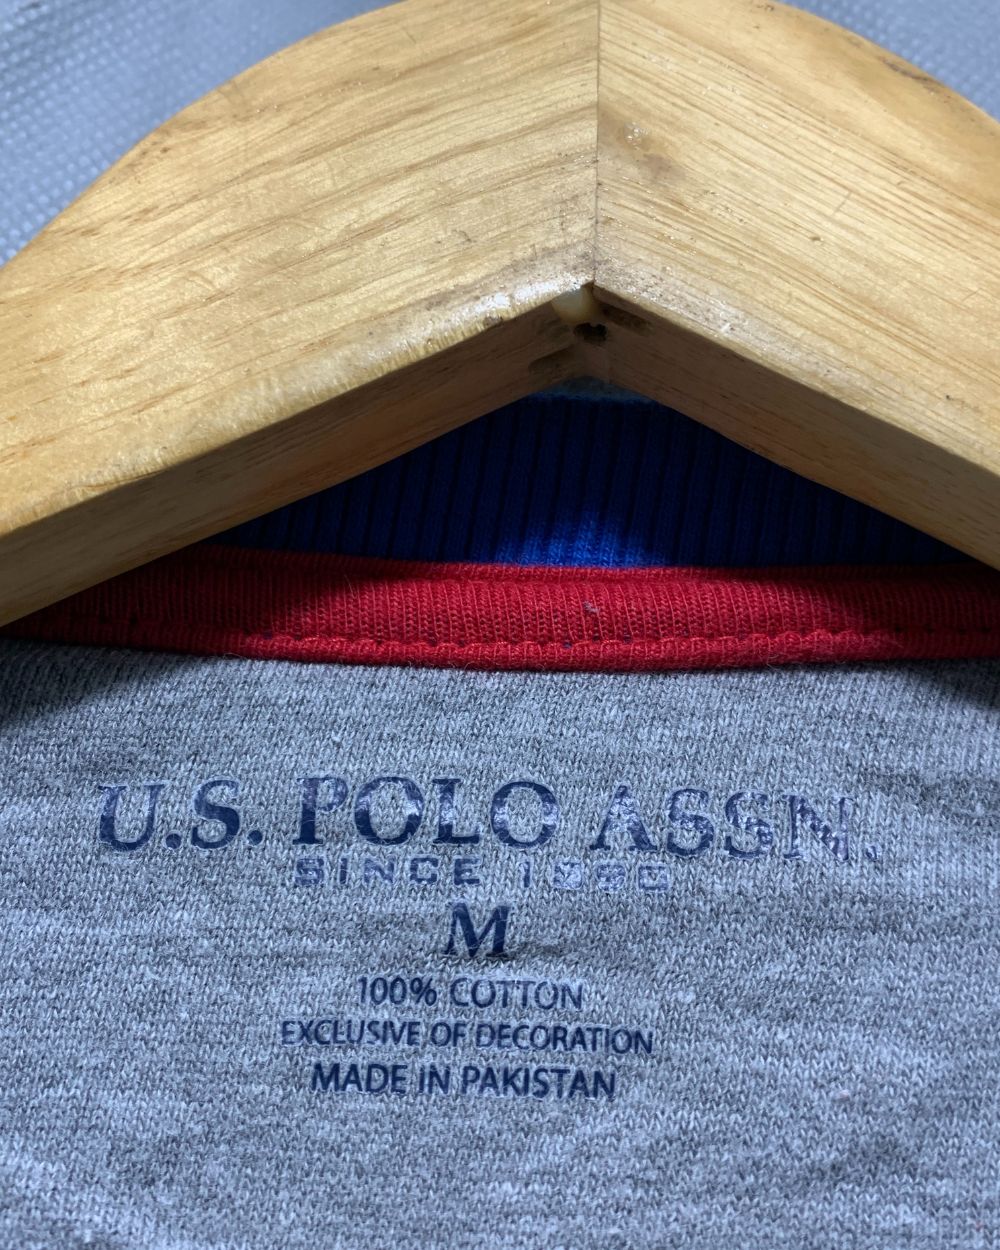 U.S. POLO ASSN.
SINCE 1890
M
100% COTTON
EXCLUSIVE OF DECORATION
MADE IN PAKISTAN